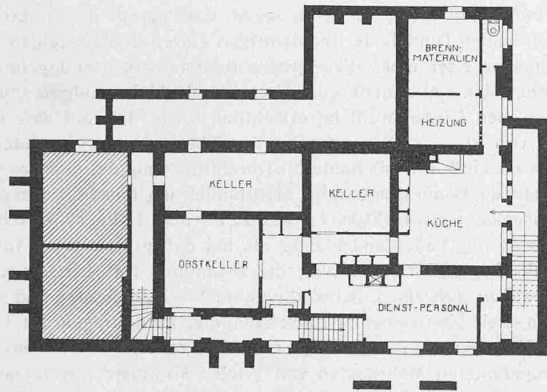 BRENN-
MATERIALIEN
HEIZUNG
KELLER
KELLER
KÜCHE
OBSTKELLER
DIENST-PERSONAL